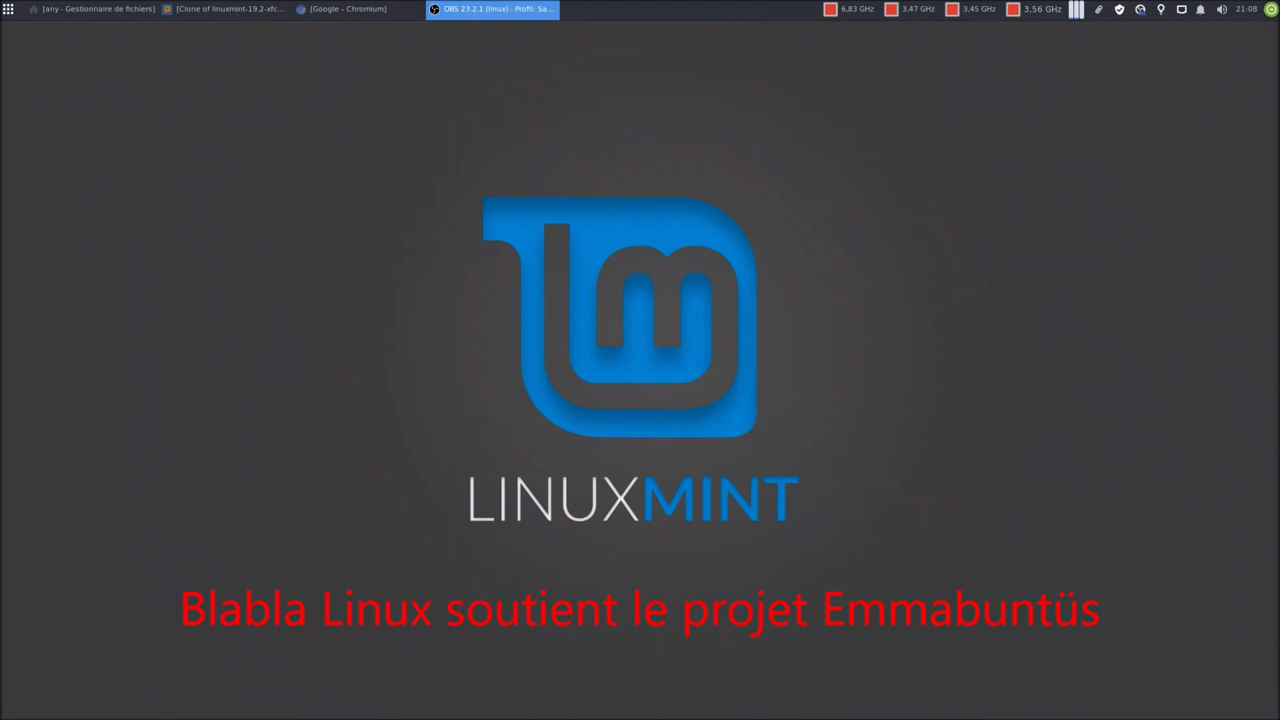 [any - Gestionnaire de fichiers] [Clone of linuxmint-19.2-xfc... [Google - Chromium] OBS 23.2.1 (linux) - Profil: Sa... 6,83 GHz 3,47 GHz 3,45 GHz 3,56 GHz 21:08
LINUXMINT
Blabla Linux soutient le projet Emmabuntüs